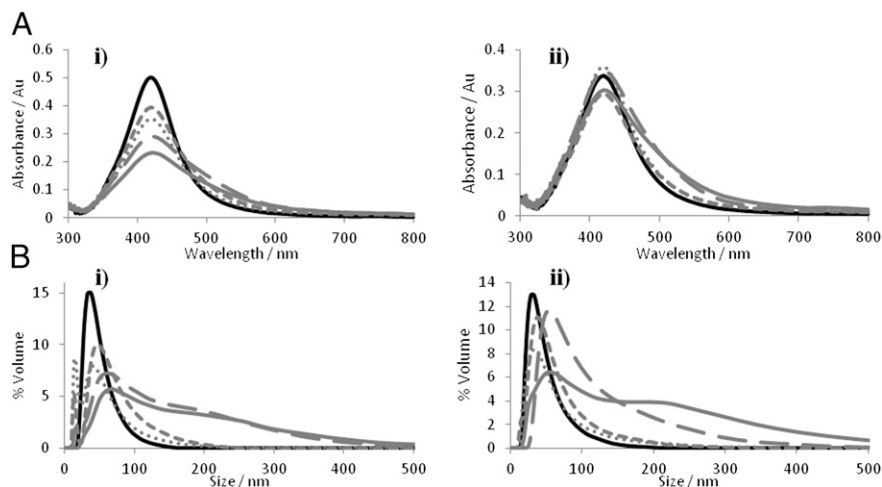 A
i)
Absorbance / Au
0.6
0.5
0.4
0.3
0.2
0.1
0
300 400 500 600 700 800
Wavelength / nm
ii)
Absorbance / Au
0.4
0.3
0.2
0.1
0
300 400 500 600 700 800
Wavelength / nm
B
i)
% Volume
15
10
5
0
0 100 200 300 400 500
Size / nm
ii)
% Volume
14
12
10
8
6
4
2
0
0 100 200 300 400 500
Size / nm